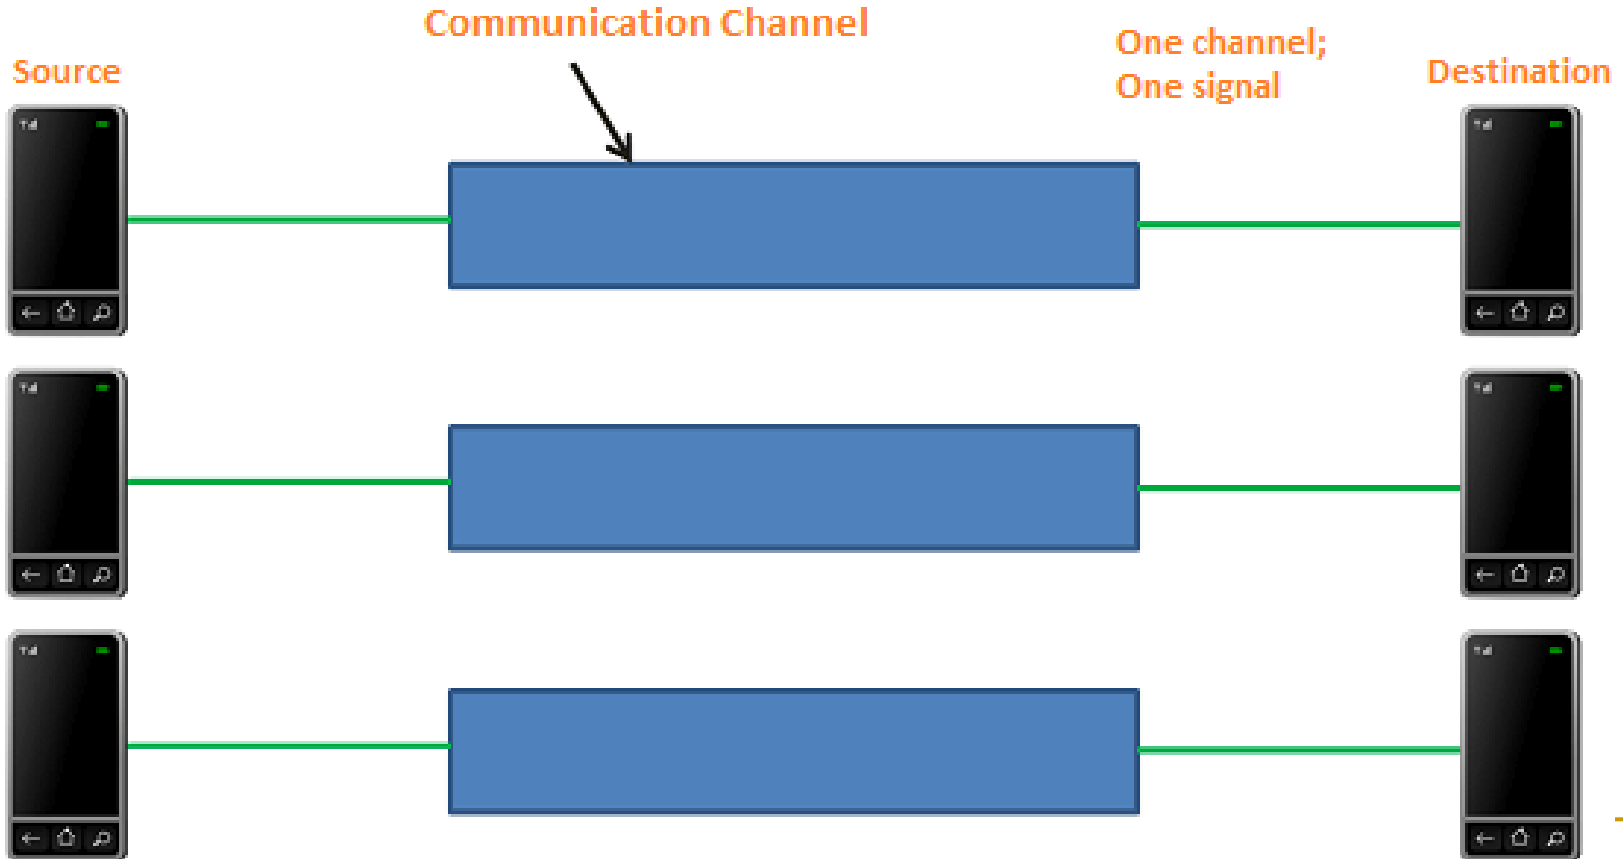 Communication Channel
One channel;
One signal
Source
Destination